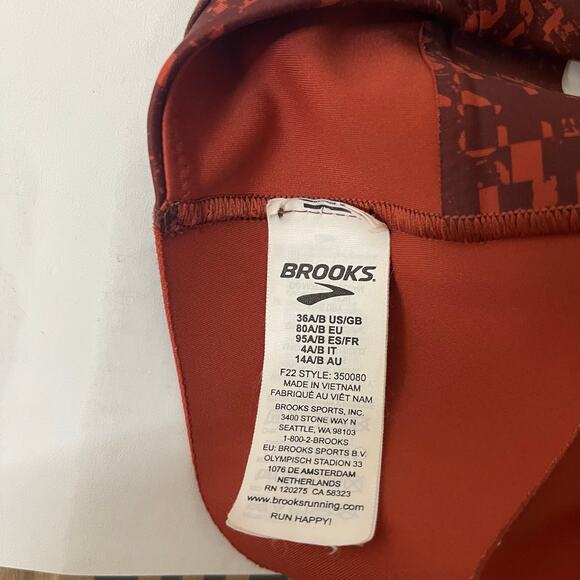 BROOKS
36A/B US/GB
80A/B EU
95A/B ES/FR
4A/B IT
14A/B AU
F22 STYLE: 350080
MADE IN VIETNAM
FABRIQUÉ AU VIÊT NAM
BROOKS SPORTS, INC.
3400 STONE WAY N
SEATTLE, WA 98103
1-800-2-BROOKS
EU: BROOKS SPORTS B.V.
OLYMPISCH STADION 33
1076 DE AMSTERDAM
NETHERLANDS
RN 120275 CA 58323
www.brooksrunning.com
RUN HAPPY!